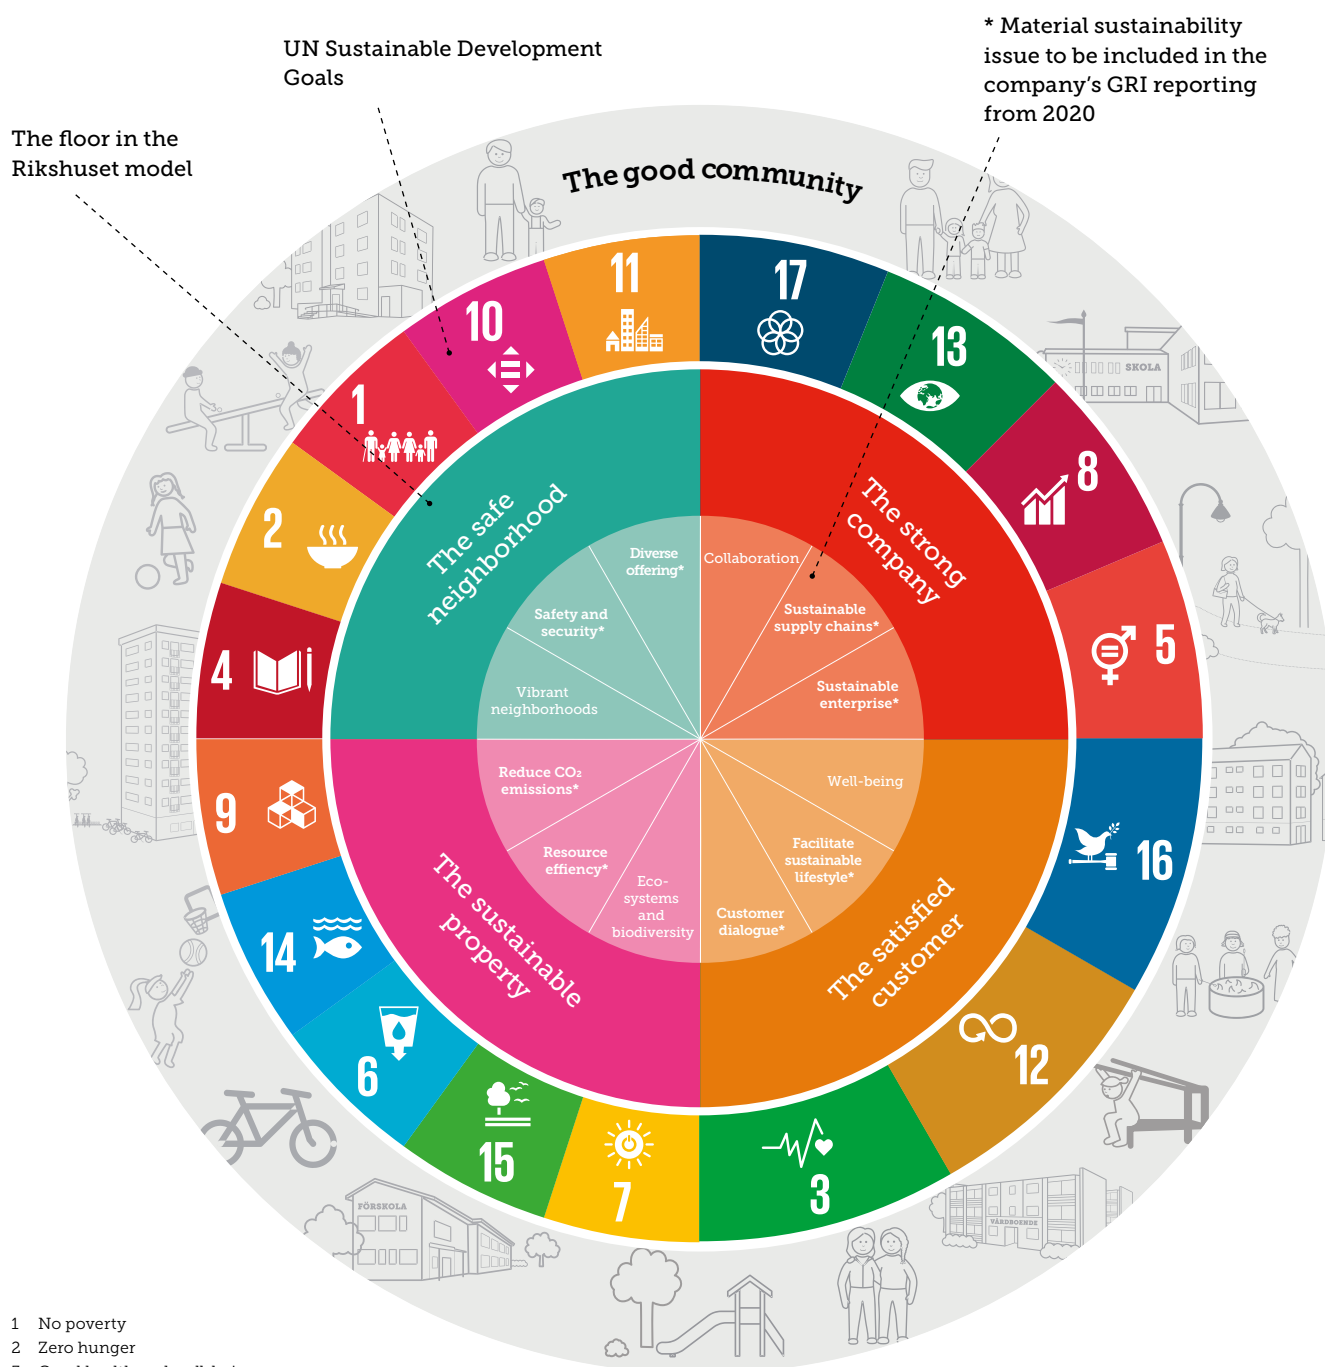 * Material sustainability
issue to be included in the
company's GRI reporting
from 2020
UN Sustainable Development
Goals
The floor in the
Rikshuset model
The good community
11
17
10
13
1
8
2
5
4
9
16
14
6
12
15
7
3
SKOLA
The safe
neighborhood
The strong
company
Diverse
offering*
Collaboration
Safety and
security*
Sustainable
supply chains*
Vibrant
neighborhoods
Sustainable
enterprise*
Reduce CO₂
emissions*
Well-being
Resource
effiency*
Facilitate
sustainable
lifestyle*
Eco-
systems
and
biodiversity
Customer
dialogue*
The sustainable
property
The satisfied
customer
FÖRSKOLA
VÅRDBOENDE
1 No poverty
2 Zero hunger